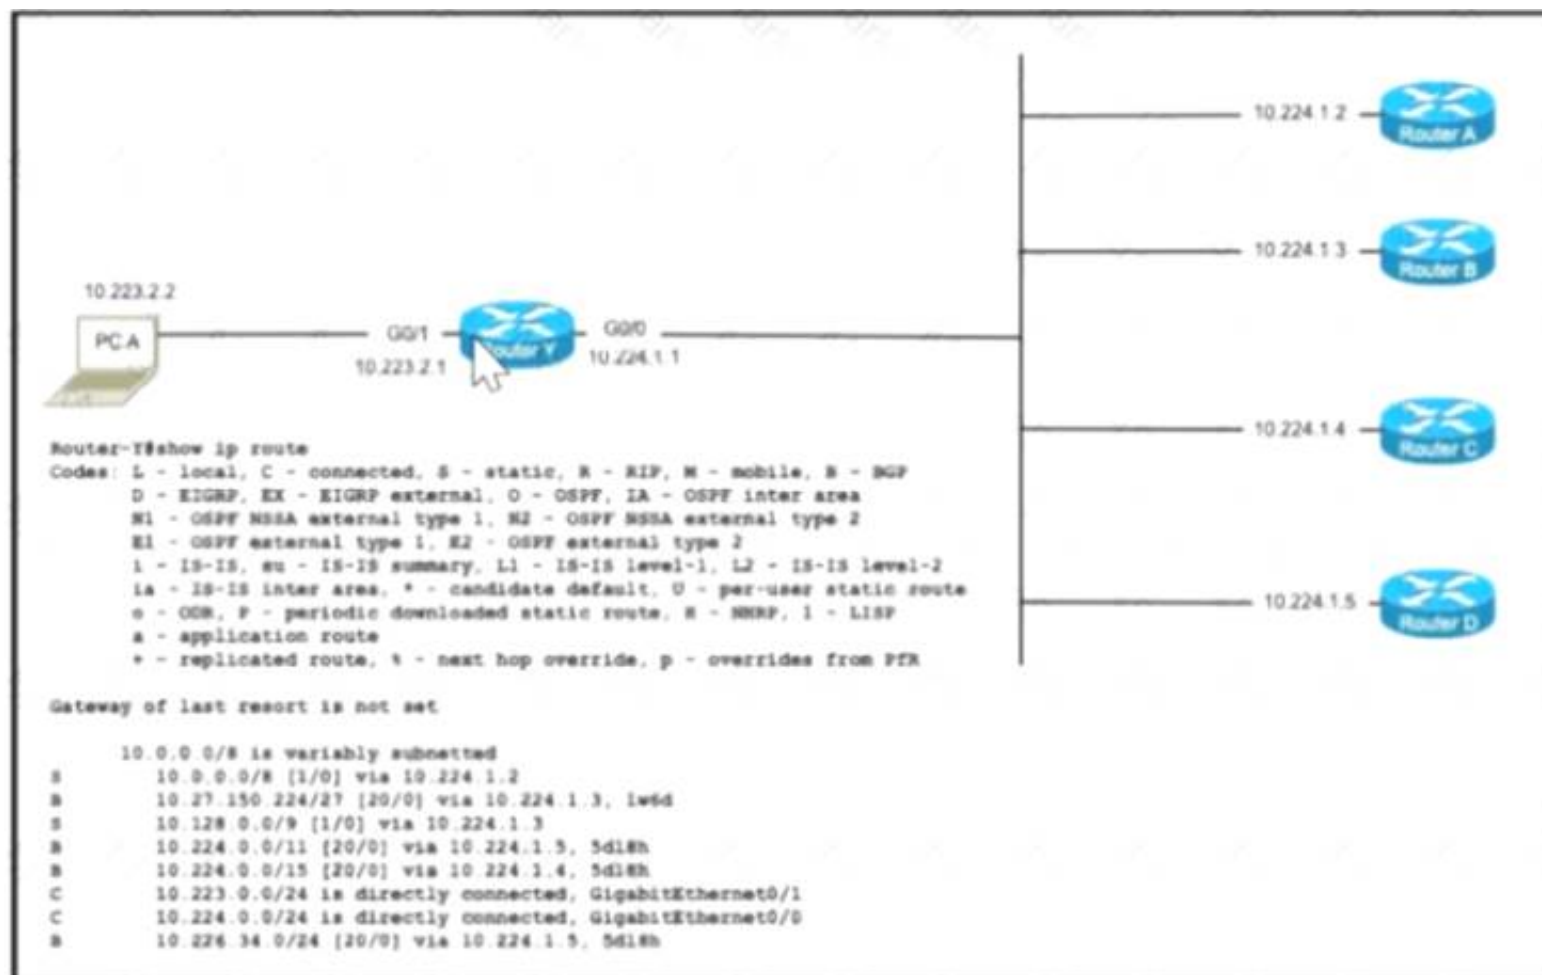 10.224.1.2
Router A
10.224.1.3
Router B
10.223.2.2
PC A
G0/1
Router Y
G0/0
10.223.2.1
10.224.1.1
10.224.1.4
Router C
10.224.1.5
Router D
Router-Y#show ip route
Codes: L - local, C - connected, S - static, R - RIP, M - mobile, B - BGP
D - EIGRP, EX - EIGRP external, O - OSPF, IA - OSPF inter area
N1 - OSPF NSSA external type 1, N2 - OSPF NSSA external type 2
E1 - OSPF external type 1, E2 - OSPF external type 2
i - IS-IS, su - IS-IS summary, L1 - IS-IS level-1, L2 - IS-IS level-2
ia - IS-IS inter area, * - candidate default, U - per-user static route
o - ODR, P - periodic downloaded static route, H - NHRP, l - LISP
a - application route
+ - replicated route, % - next hop override, p - overrides from PfR
Gateway of last resort is not set
10.0.0.0/8 is variably subnetted
S 10.0.0.0/8 [1/0] via 10.224.1.2
B 10.27.150.224/27 [20/0] via 10.224.1.3, 1w6d
S 10.128.0.0/9 [1/0] via 10.224.1.3
B 10.224.0.0/11 [20/0] via 10.224.1.5, 5d18h
B 10.224.0.0/15 [20/0] via 10.224.1.4, 5d18h
C 10.223.0.0/24 is directly connected, GigabitEthernet0/1
C 10.224.0.0/24 is directly connected, GigabitEthernet0/0
B 10.226.34.0/24 [20/0] via 10.224.1.5, 5d18h